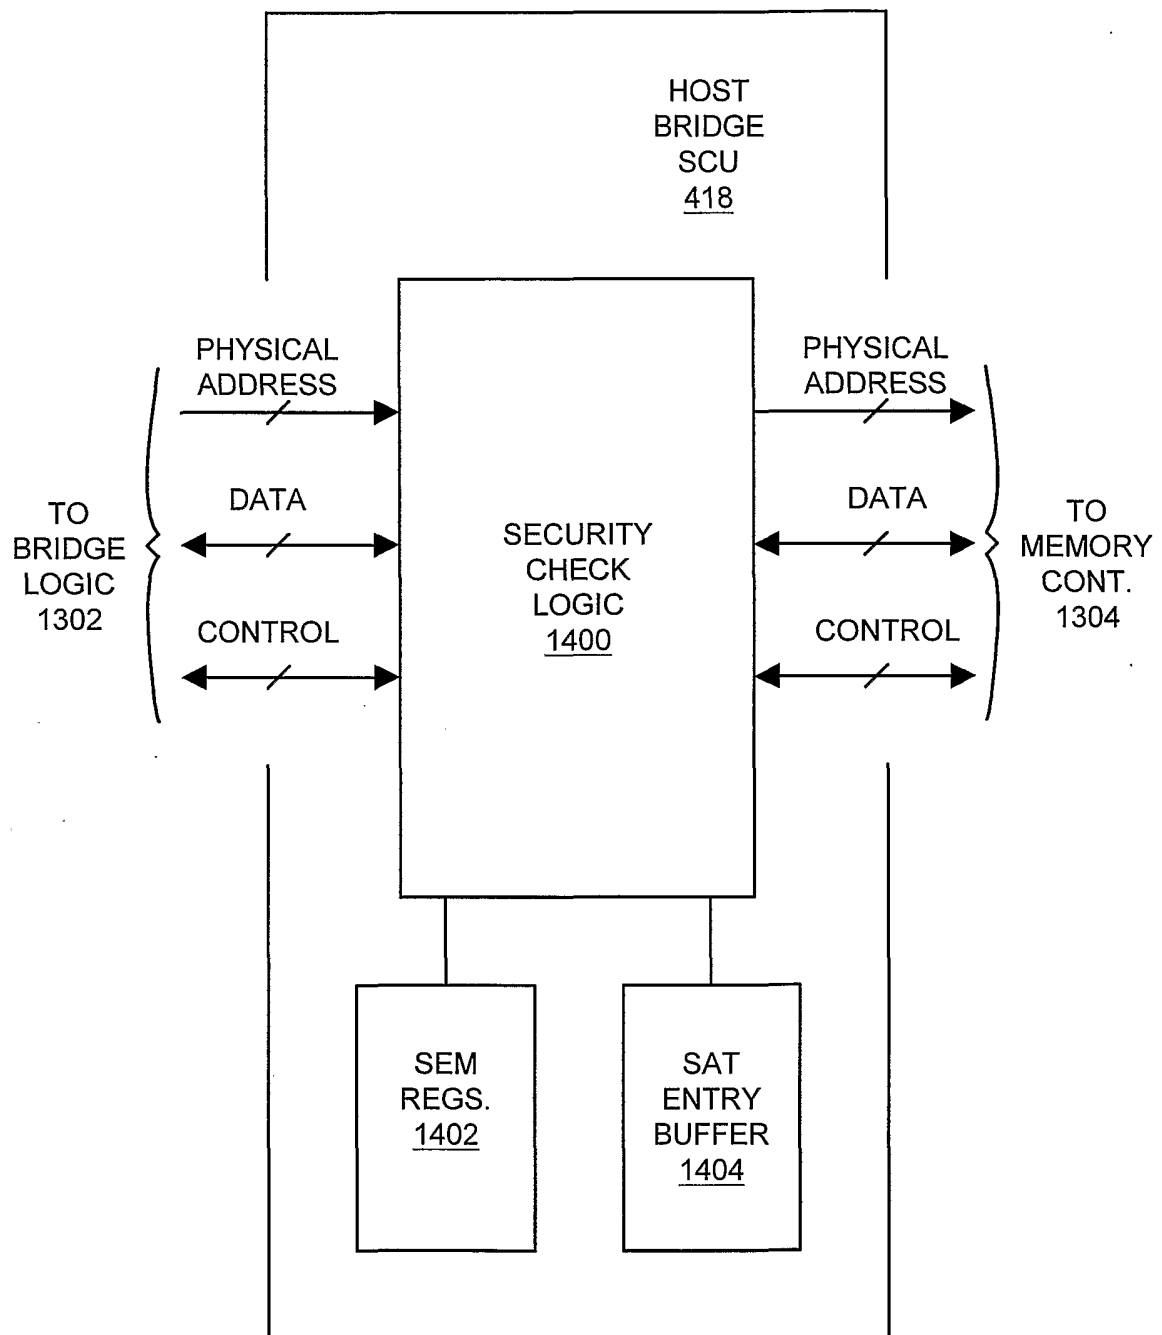 HOST
BRIDGE
SCU
418
PHYSICAL
ADDRESS
DATA
CONTROL
TO
BRIDGE
LOGIC
1302
SECURITY
CHECK
LOGIC
1400
PHYSICAL
ADDRESS
DATA
CONTROL
TO
MEMORY
CONT.
1304
SEM
REGS.
1402
SAT
ENTRY
BUFFER
1404